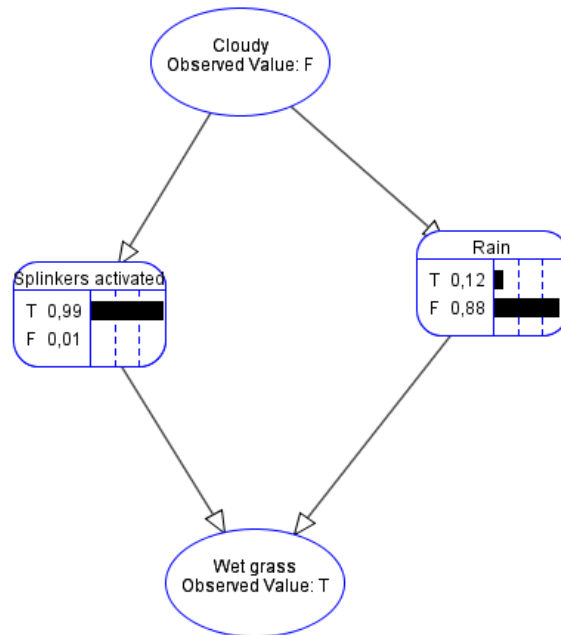 Cloudy
Observed Value: F
Splinkers activated
T 0,99
F 0,01
Rain
T 0,12
F 0,88
Wet grass
Observed Value: T